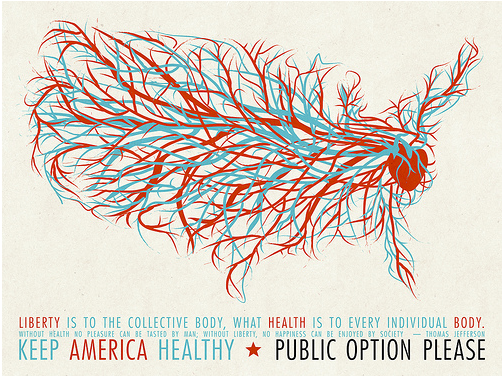 LIBERTY IS TO THE COLLECTIVE BODY, WHAT HEALTH IS TO EVERY INDIVIDUAL BODY.
WITHOUT HEALTH NO PLEASURE CAN BE TASTED BY MAN; WITHOUT LIBERTY, NO HAPPINESS CAN BE ENJOYED BY SOCIETY — THOMAS JEFFERSON
KEEP AMERICA HEALTHY ★ PUBLIC OPTION PLEASE